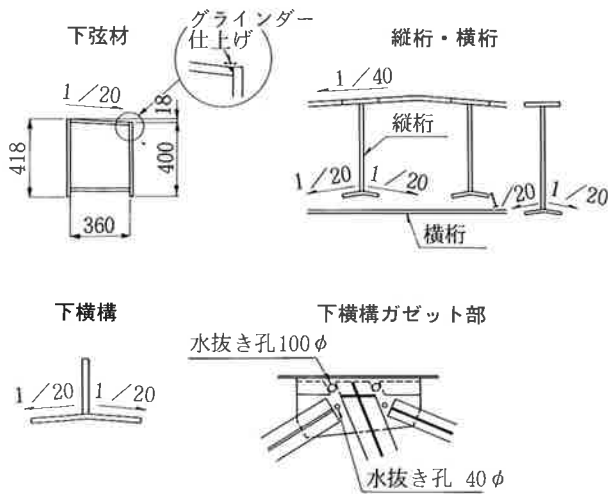 下弦材
グラインダー
仕上げ
1／20
18
418
400
360
縦桁・横桁
1／40
縦桁
1／20
1／20
1／20
1／20
横桁
下横構
1／20
1／20
下横構ガゼット部
水抜き孔100φ
水抜き孔 40φ